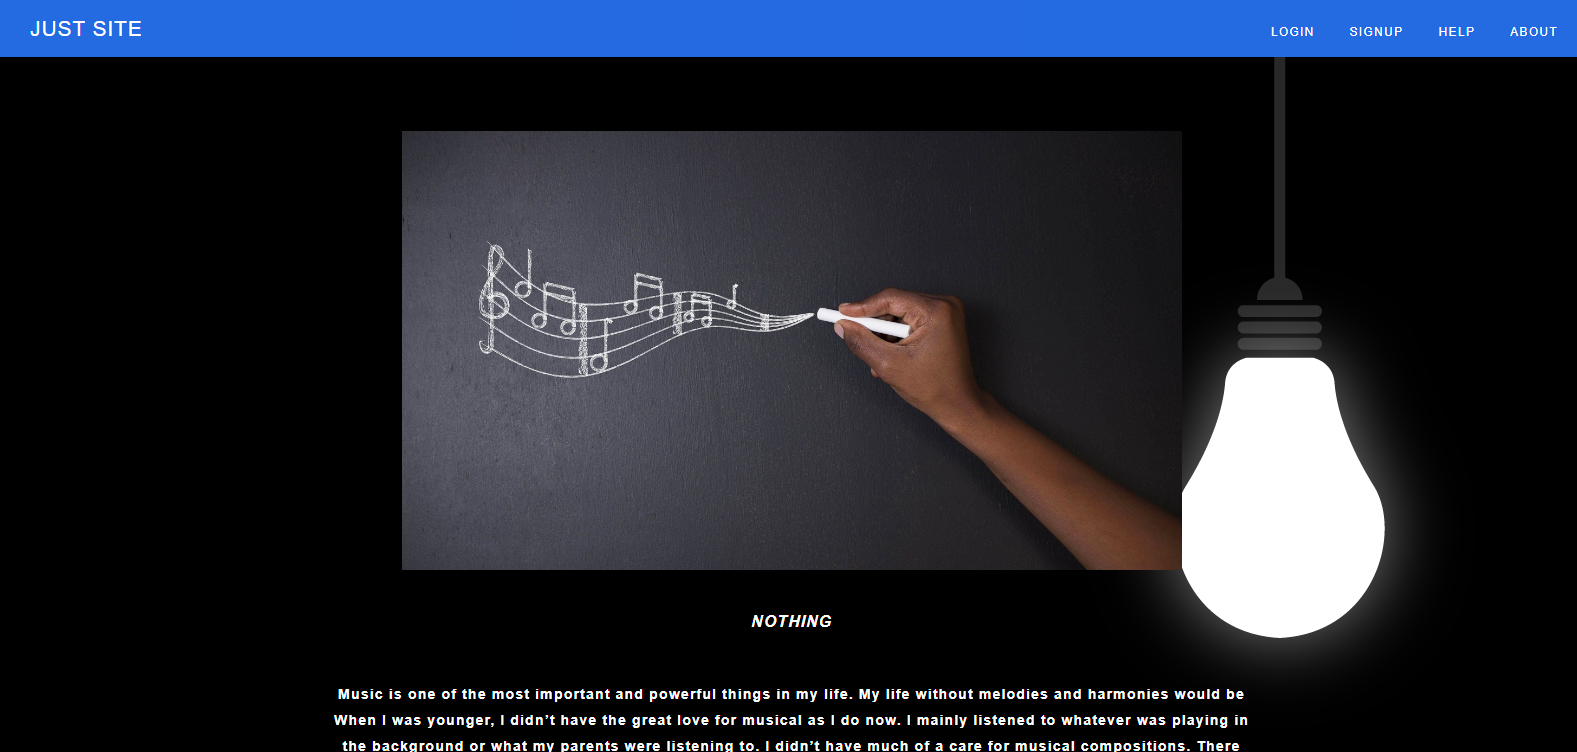 JUST SITE
LOGIN SIGNUP HELP ABOUT
NOTHING
Music is one of the most important and powerful things in my life. My life without melodies and harmonies would be
When I was younger, I didn’t have the great love for musical as I do now. I mainly listened to whatever was playing in
the background or what my parents were listening to. I didn’t have much of a care for musical compositions. There